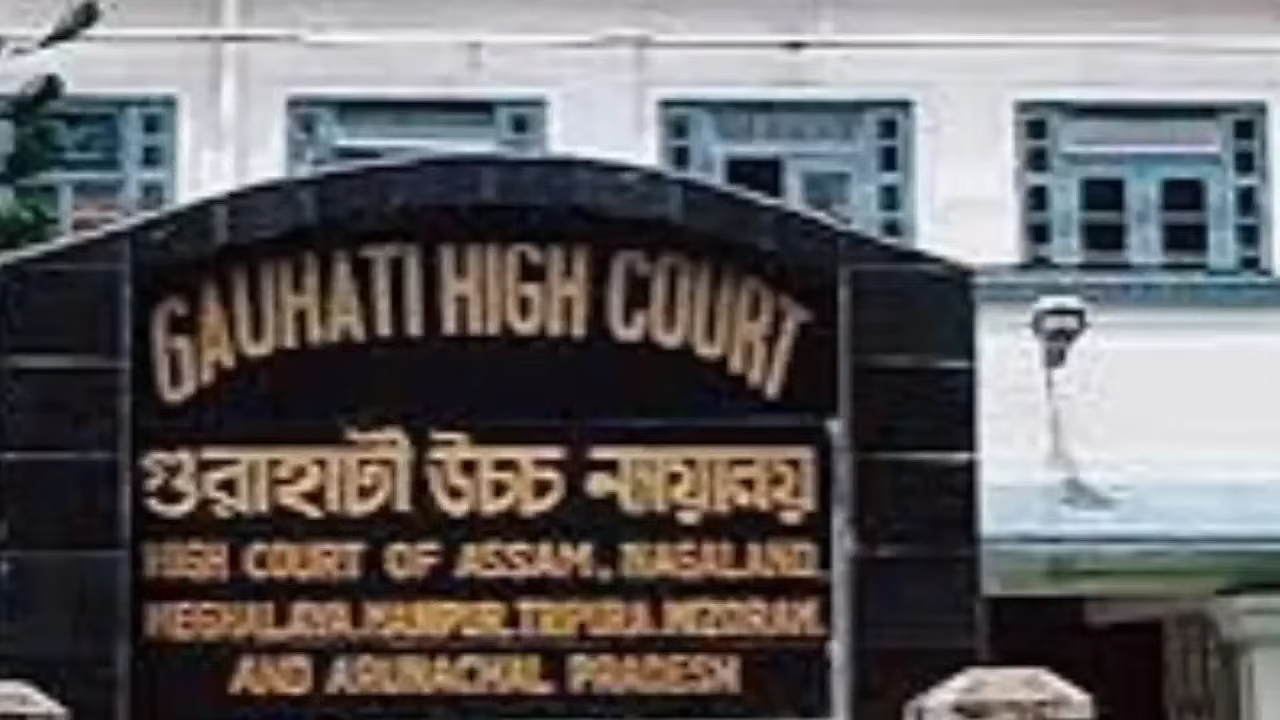 GAUHATI HIGH COURT
গুৱাহাটী উচ্চ ন্যায়ালয়
HIGH COURT OF ASSAM, NAGALAND,
MEGHALAYA, MANIPUR, TRIPURA, MIZORAM,
AND ARUNACHAL PRADESH